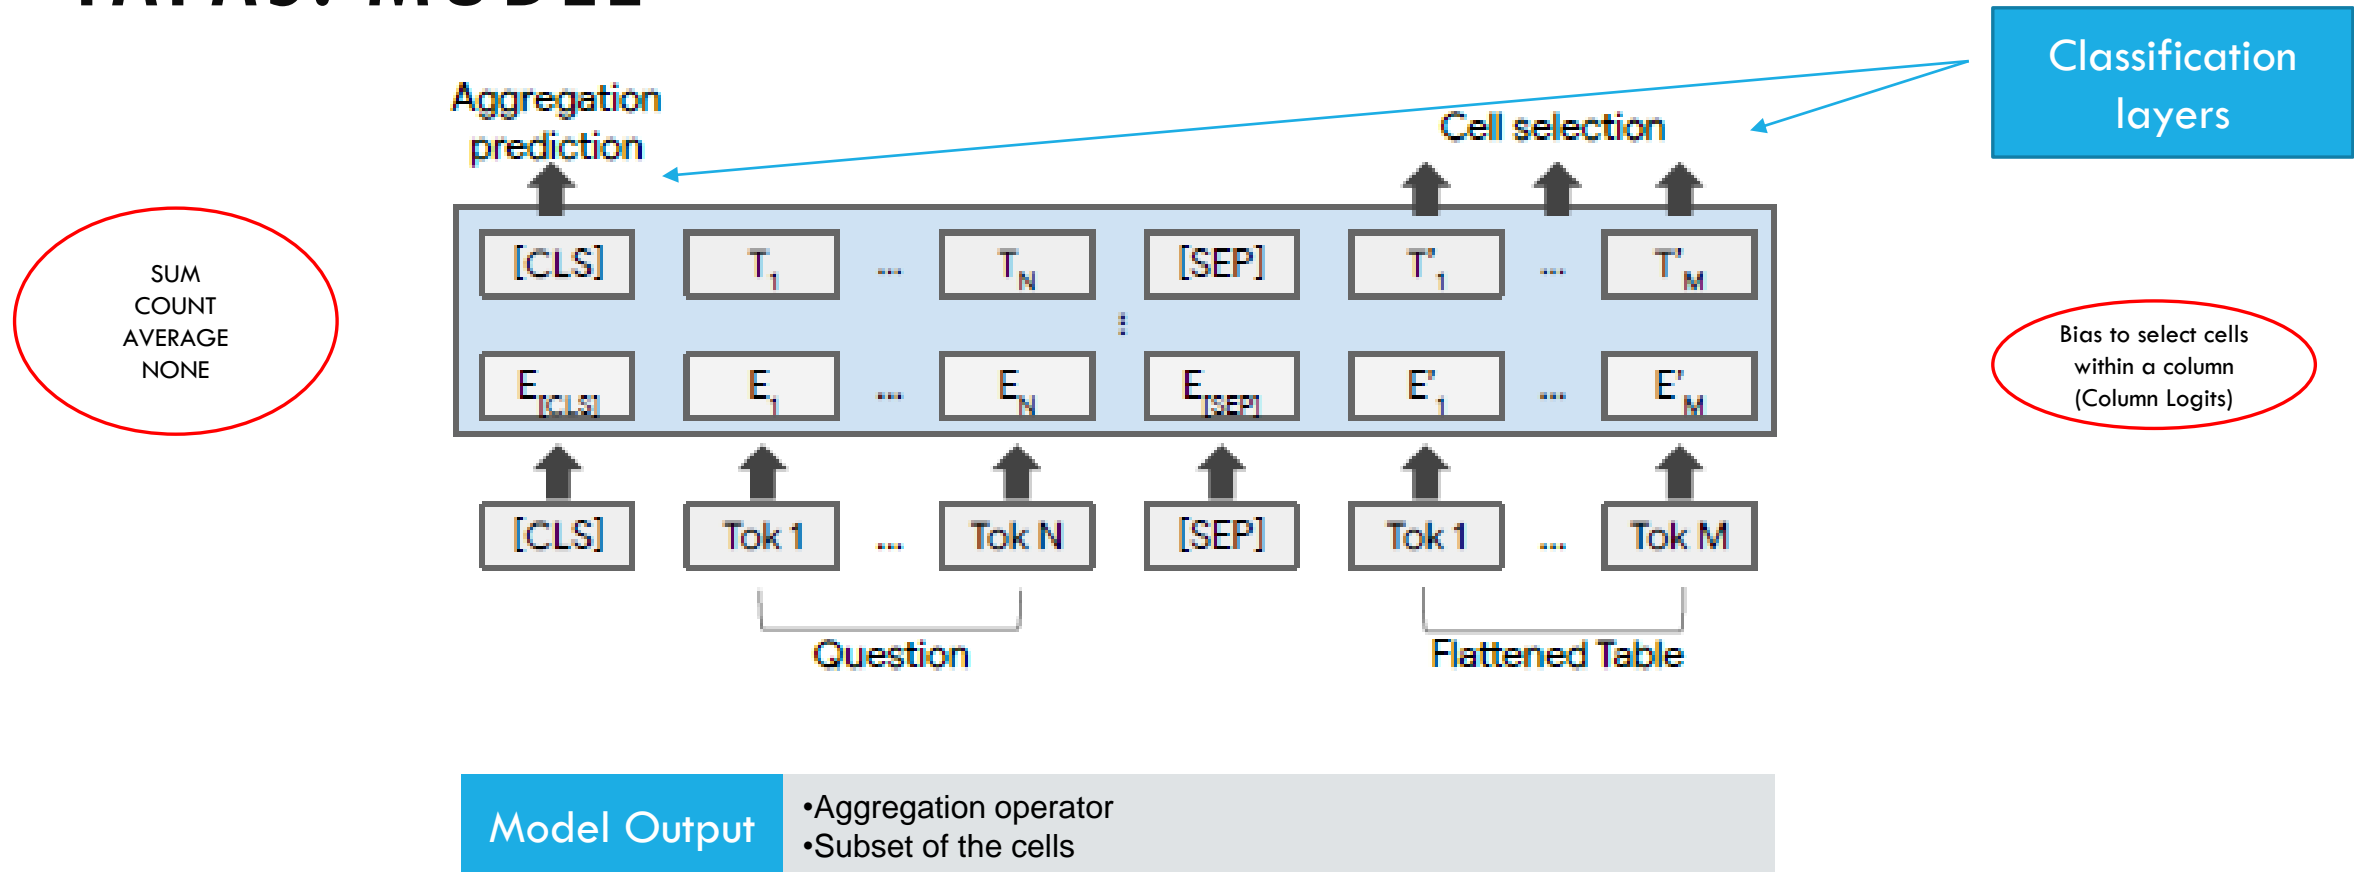 TAPAS: MODEL
Classification
layers
Aggregation
prediction
Cell selection
SUM
COUNT
AVERAGE
NONE
[CLS] T1 ... TN [SEP] T'1 ... T'M
⋮
E[CLS] E1 ... EN E[SEP] E'1 ... E'M
Bias to select cells
within a column
(Column Logits)
[CLS] Tok 1 ... Tok N [SEP] Tok 1 ... Tok M
Question
Flattened Table
Model Output
•Aggregation operator
•Subset of the cells